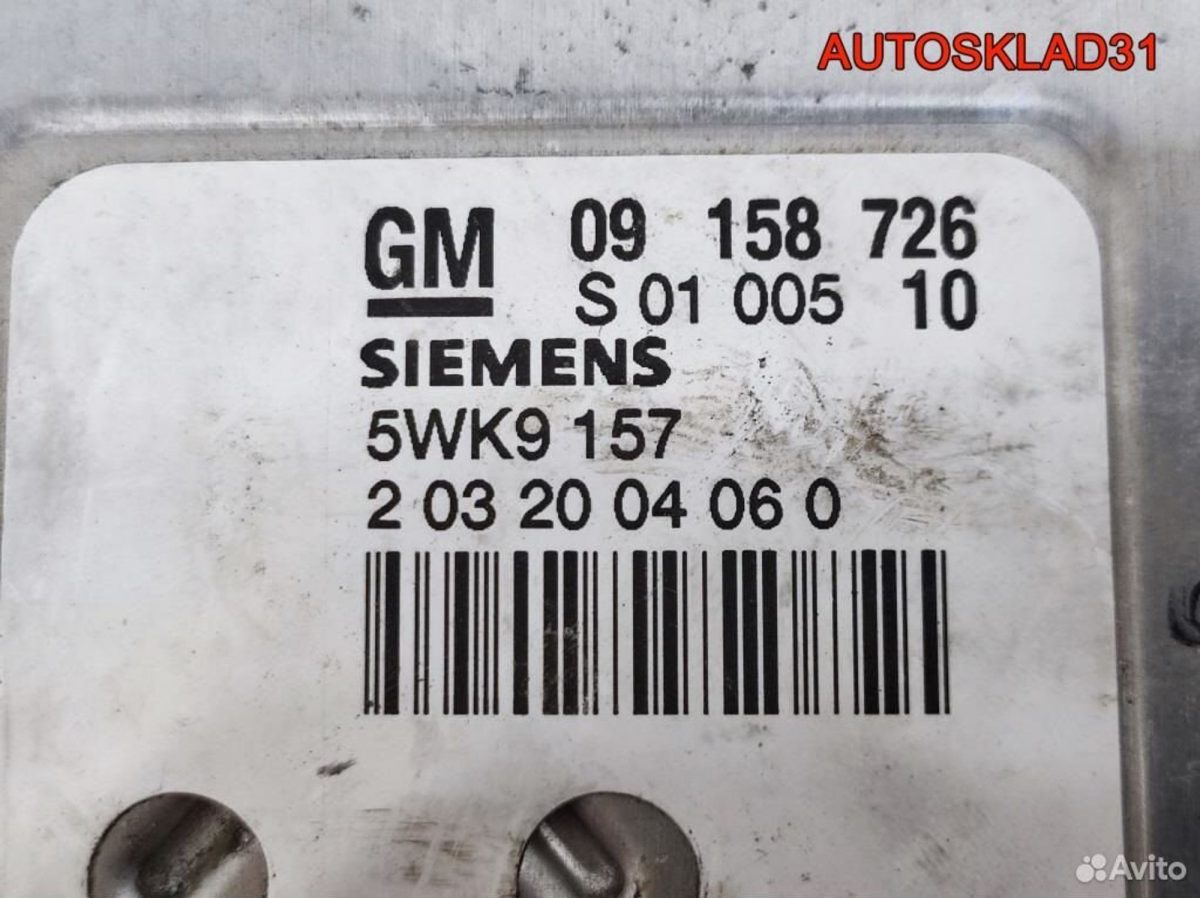 AUTOSKLAD31
GM 09 158 726
S 01 005 10
SIEMENS
5WK9 157
2 03 20 04 06 0
Avito